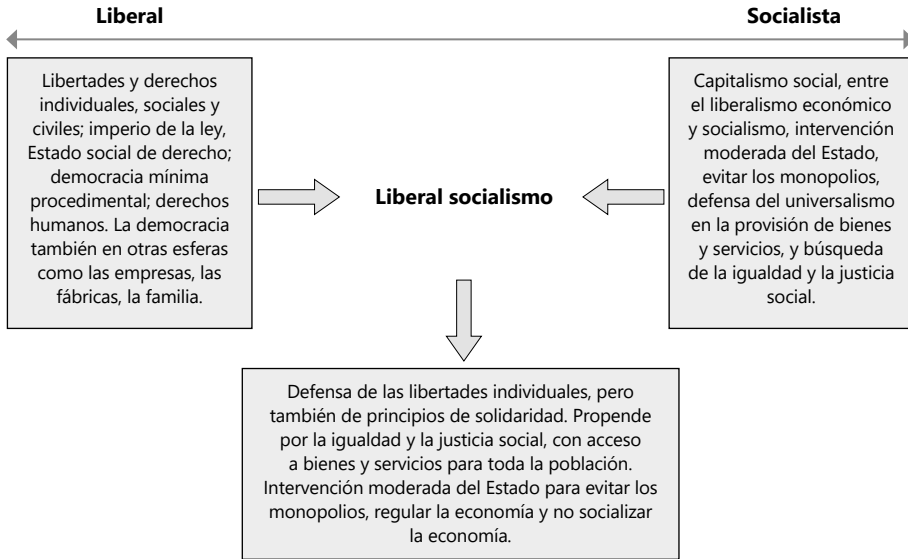 Liberal
Socialista
Libertades y derechos
individuales, sociales y
civiles; imperio de la ley,
Estado social de derecho;
democracia mínima
procedimental; derechos
humanos. La democracia
también en otras esferas
como las empresas, las
fábricas, la familia.
Liberal socialismo
Capitalismo social, entre
el liberalismo económico
y socialismo, intervención
moderada del Estado,
evitar los monopolios,
defensa del universalismo
en la provisión de bienes
y servicios, y búsqueda
de la igualdad y la justicia
social.
Defensa de las libertades individuales, pero
también de principios de solidaridad. Propende
por la igualdad y la justicia social, con acceso
a bienes y servicios para toda la población.
Intervención moderada del Estado para evitar los
monopolios, regular la economía y no socializar
la economía.